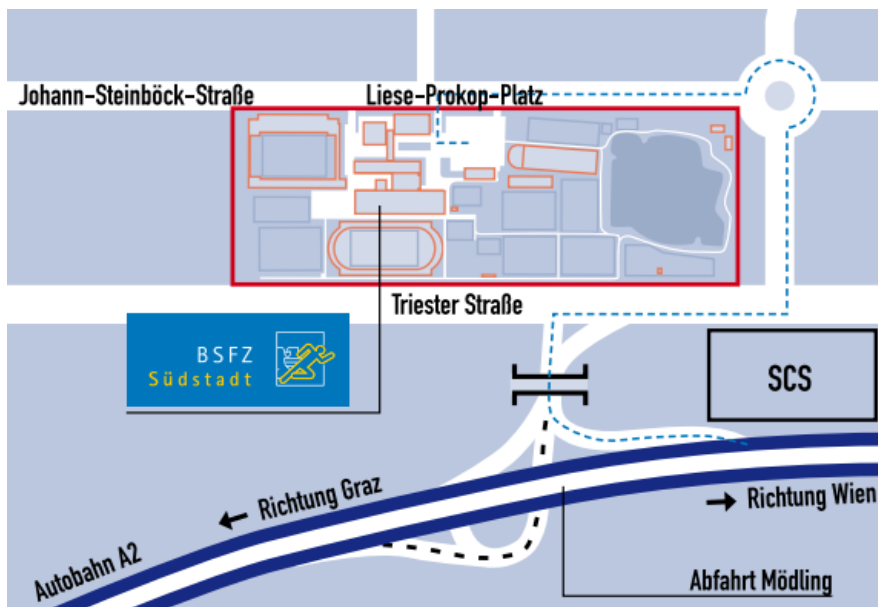 Johann-Steinböck-Straße
Liese-Prokop-Platz
Triester Straße
BSFZ
Südstadt
SCS
Richtung Graz
Richtung Wien
Autobahn A2
Abfahrt Mödling